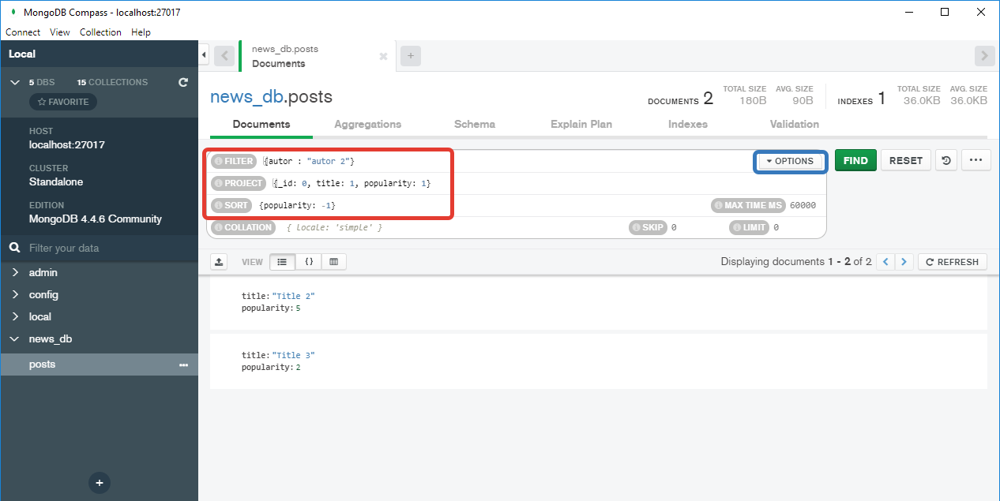 MongoDB Compass - localhost:27017
Connect View Collection Help
Local
5 DBS 15 COLLECTIONS
FAVORITE
HOST
localhost:27017
CLUSTER
Standalone
EDITION
MongoDB 4.4.6 Community
Filter your data
admin
config
local
news_db
posts
news_db.posts
Documents
news_db.posts
DOCUMENTS 2 TOTAL SIZE 180B AVG. SIZE 90B INDEXES 1 TOTAL SIZE 36.0KB AVG. SIZE 36.0KB
Documents Aggregations Schema Explain Plan Indexes Validation
FILTER {autor : "autor 2"} OPTIONS FIND RESET
PROJECT {_id: 0, title: 1, popularity: 1}
SORT {popularity: -1} MAX TIME MS 60000
COLLATION { locale: 'simple' } SKIP 0 LIMIT 0
VIEW {} Displaying documents 1 - 2 of 2 REFRESH
title:"Title 2"
popularity:5
title:"Title 3"
popularity:2